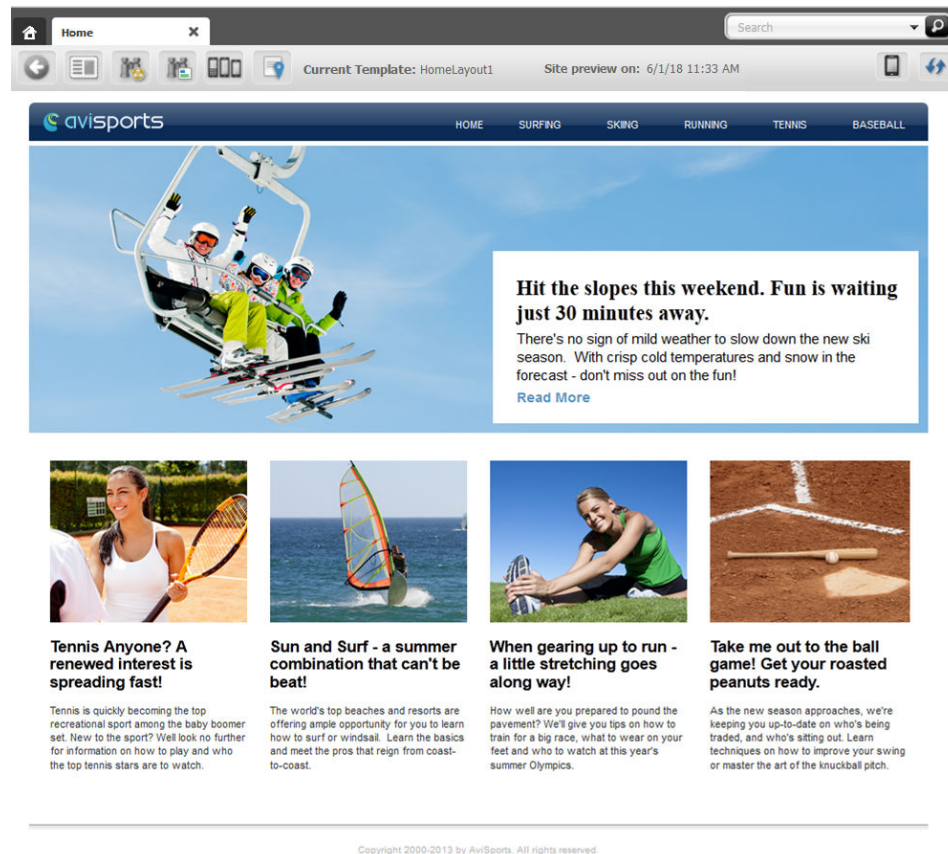 Home
Search
Current Template: HomeLayout1 Site preview on: 6/1/18 11:33 AM
avisports
HOME SURFING SKIING RUNNING TENNIS BASEBALL
Hit the slopes this weekend. Fun is waiting
just 30 minutes away.
There's no sign of mild weather to slow down the new ski
season. With crisp cold temperatures and snow in the
forecast - don't miss out on the fun!
Read More
Tennis Anyone? A
renewed interest is
spreading fast!
Tennis is quickly becoming the top
recreational sport among the baby boomer
set. New to the sport? Well look no further
for information on how to play and who
the top tennis stars are to watch.
Sun and Surf - a summer
combination that can't be
beat!
The world's top beaches and resorts are
offering ample opportunity for you to learn
how to surf or windsail. Learn the basics
and meet the pros that reign from coast-
to-coast.
When gearing up to run -
a little stretching goes
along way!
How well are you prepared to pound the
pavement? We'll give you tips on how to
train for a big race, what to wear on your
feet and who to watch at this year's
summer Olympics.
Take me out to the ball
game! Get your roasted
peanuts ready.
As the new season approaches, we're
keeping you up-to-date on who's being
traded, and who's sitting out. Learn
techniques on how to improve your swing
or master the art of the knuckball pitch.
Copyright 2000-2013 by AviSports. All rights reserved.